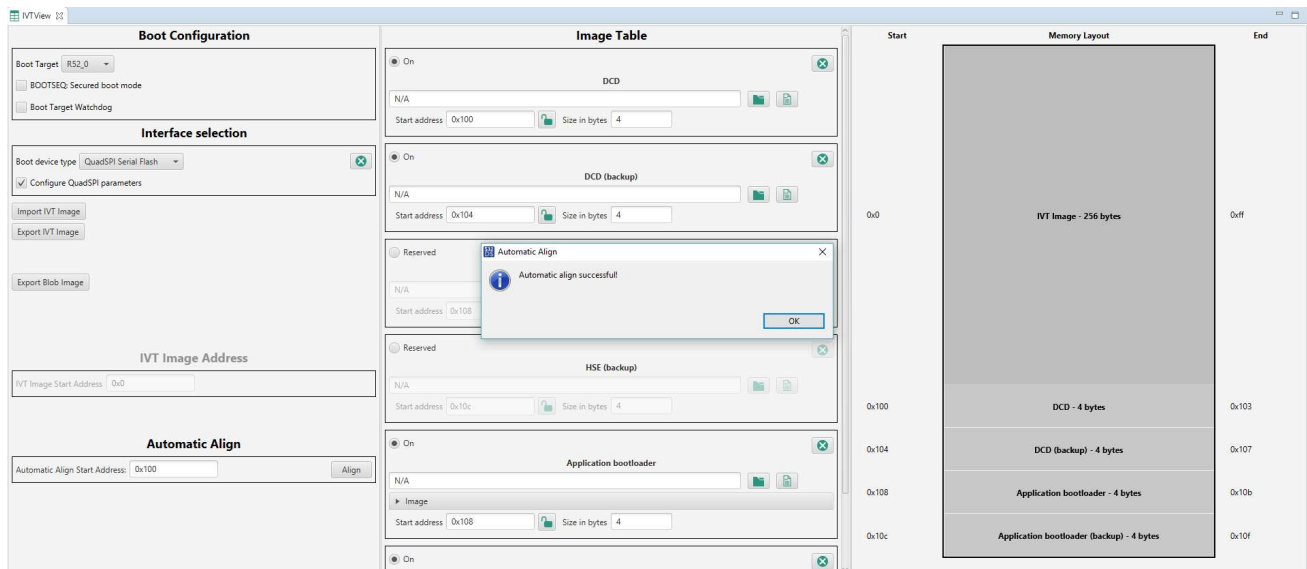 IVTView
Boot Configuration
Boot Target R52_0
BOOTSEQ: Secured boot mode
Boot Target Watchdog
Interface selection
Boot device type QuadSPI Serial Flash
Configure QuadSPI parameters
Import IVT Image
Export IVT Image
Export Blob Image
IVT Image Address
IVT Image Start Address 0x0
Automatic Align
Automatic Align Start Address: 0x100 Align
Image Table
On
DCD
N/A
Start address 0x100 Size in bytes 4
On
DCD (backup)
N/A
Start address 0x104 Size in bytes 4
Reserved
N/A
Start address 0x108
Automatic Align
Automatic align successful!
OK
Reserved
HSE (backup)
N/A
Start address 0x10c Size in bytes 4
On
Application bootloader
N/A
Image
Start address 0x108 Size in bytes 4
On
Start Memory Layout End
0x0 IVT Image - 256 bytes 0xff
0x100 DCD - 4 bytes 0x103
0x104 DCD (backup) - 4 bytes 0x107
0x108 Application bootloader - 4 bytes 0x10b
0x10c Application bootloader (backup) - 4 bytes 0x10f